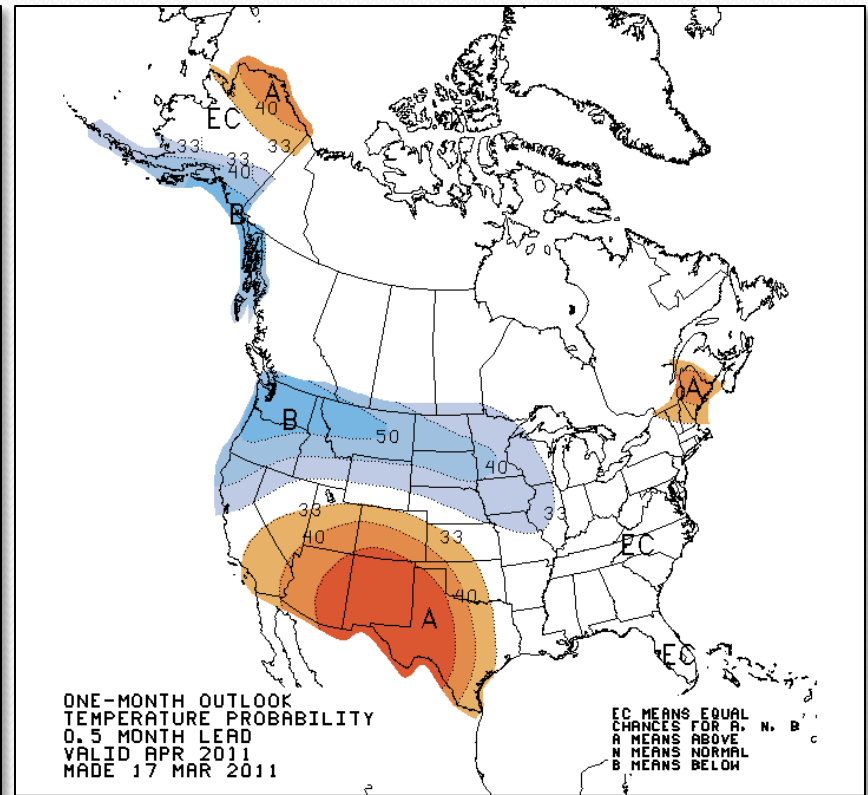 A
40
EC
33
33
33
40
B
A
B
50
40
33
EC
33
40
33
40
A
EC
ONE-MONTH OUTLOOK
TEMPERATURE PROBABILITY
0.5 MONTH LEAD
VALID APR 2011
MADE 17 MAR 2011
EC MEANS EQUAL
CHANCES FOR A, N, B
A MEANS ABOVE
N MEANS NORMAL
B MEANS BELOW